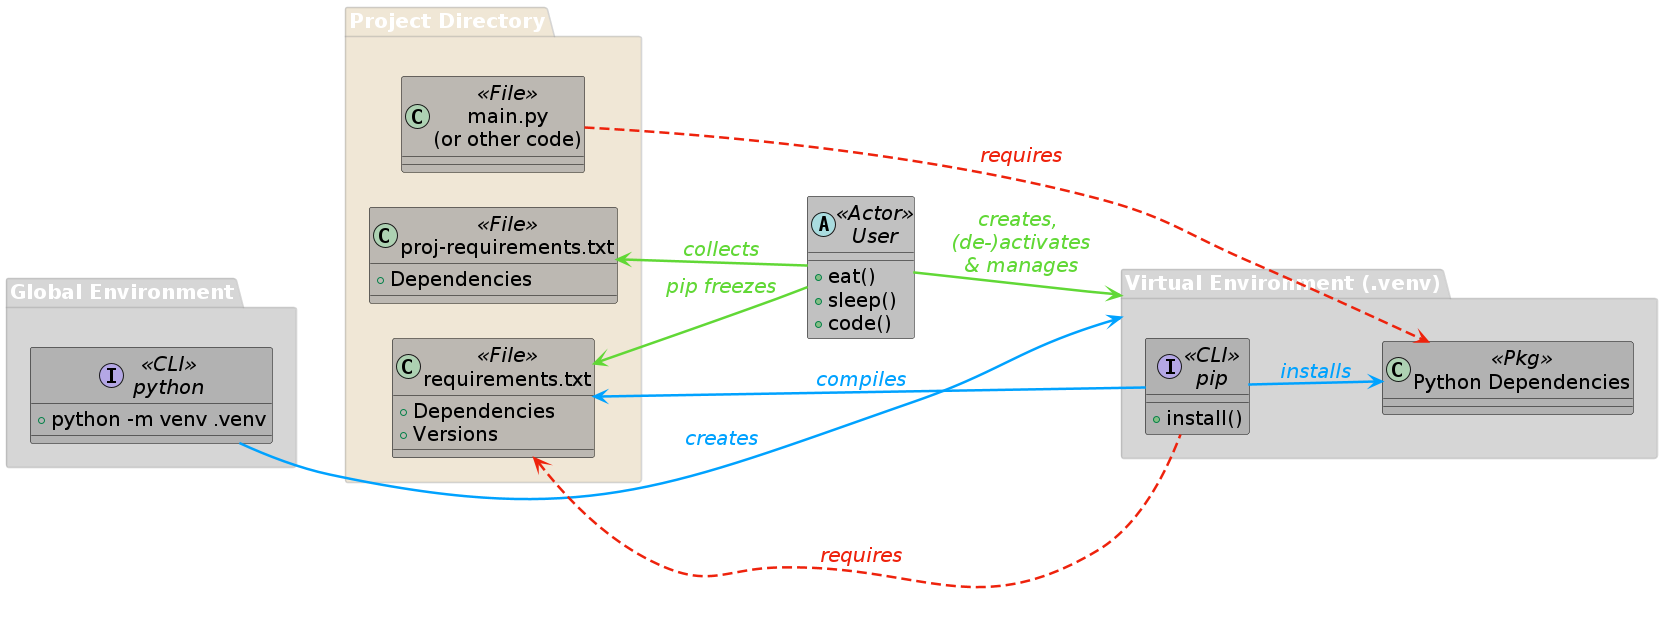 Project Directory
C
«File»
main.py
(or other code)
requires
C
«File»
proj-requirements.txt
Dependencies
collects
pip freezes
A
«Actor»
User
eat()
sleep()
code()
creates,
(de-)activates
& manages
Global Environment
I
«CLI»
python
python -m venv .venv
creates
C
«File»
requirements.txt
Dependencies
Versions
compiles
Virtual Environment (.venv)
I
«CLI»
pip
install()
installs
C
«Pkg»
Python Dependencies
requires